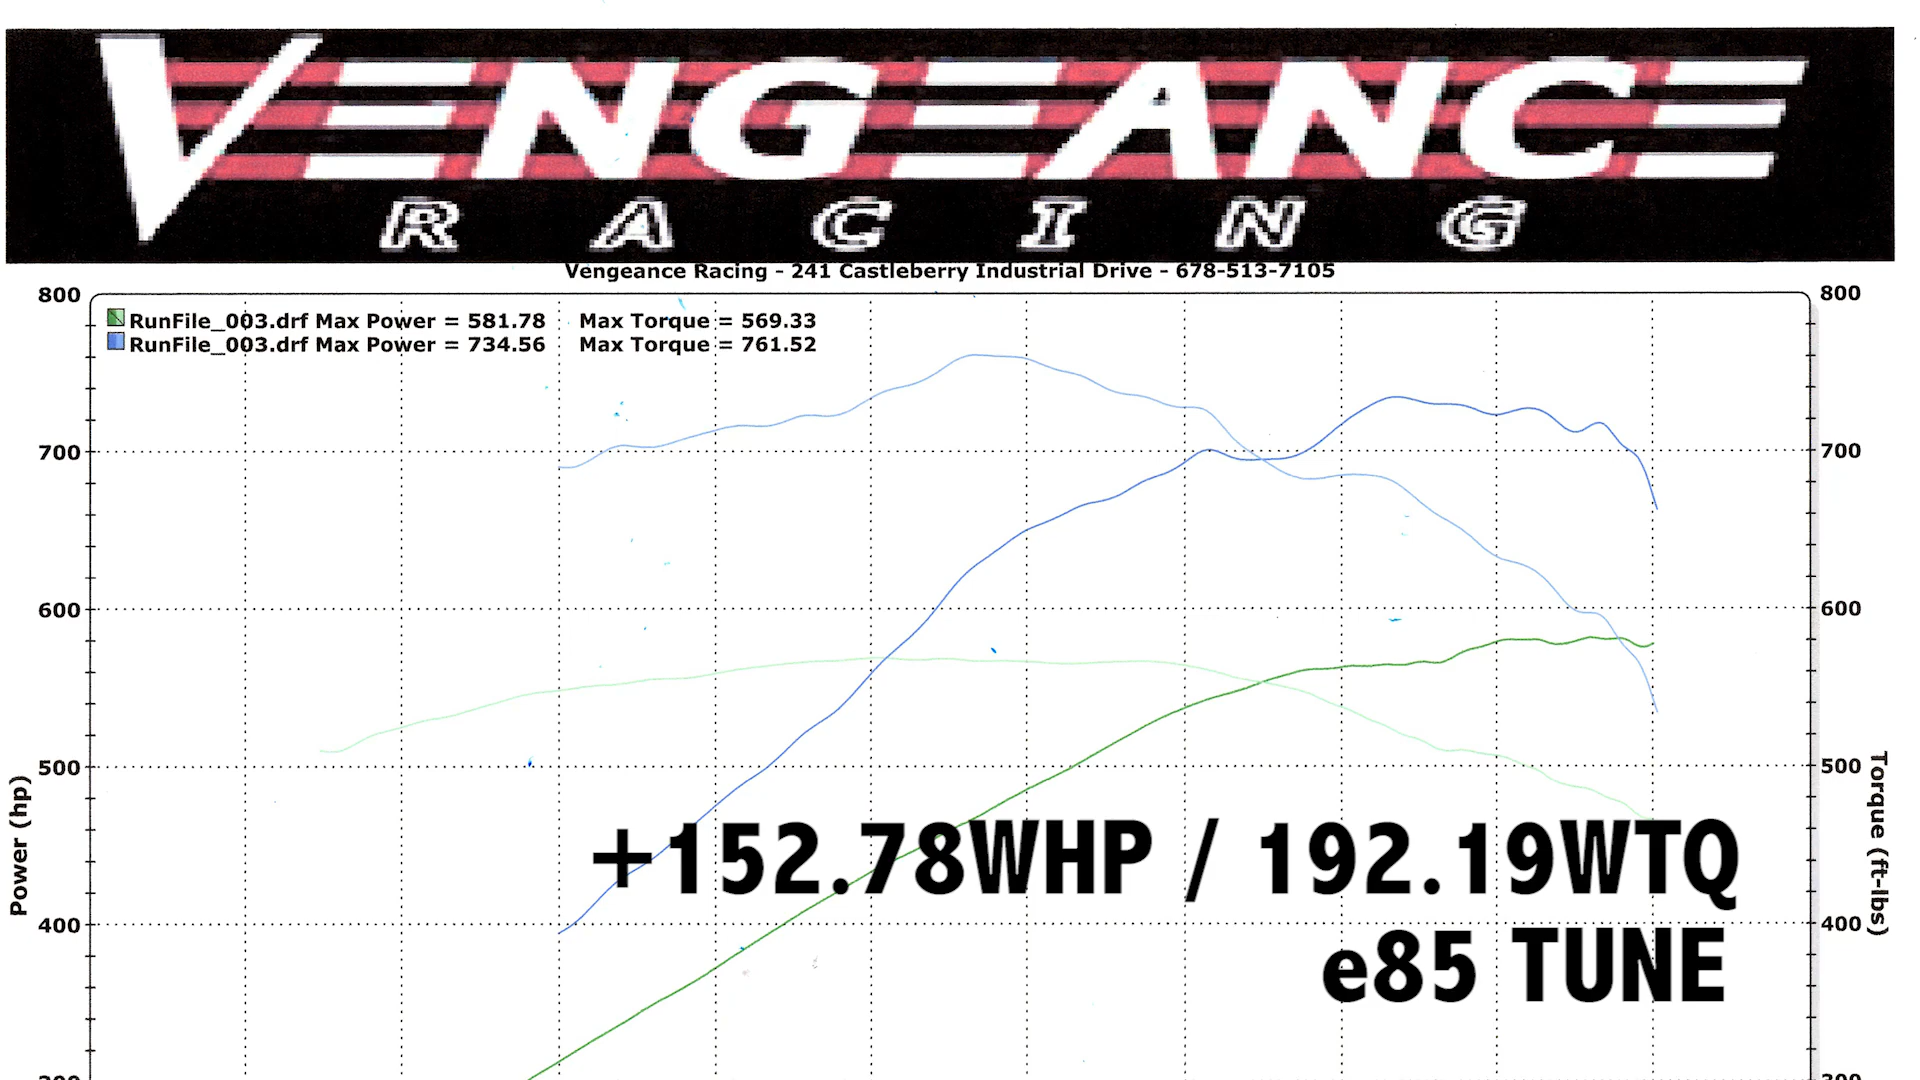 VENGEANCE
RACING
Vengeance Racing - 241 Castleberry Industrial Drive - 678-513-7105
RunFile_003.drf Max Power = 581.78 Max Torque = 569.33
RunFile_003.drf Max Power = 734.56 Max Torque = 761.52
800
700
600
500
400
Power (hp)
800
700
600
500
400
Torque (ft-lbs)
+152.78WHP / 192.19WTQ
e85 TUNE